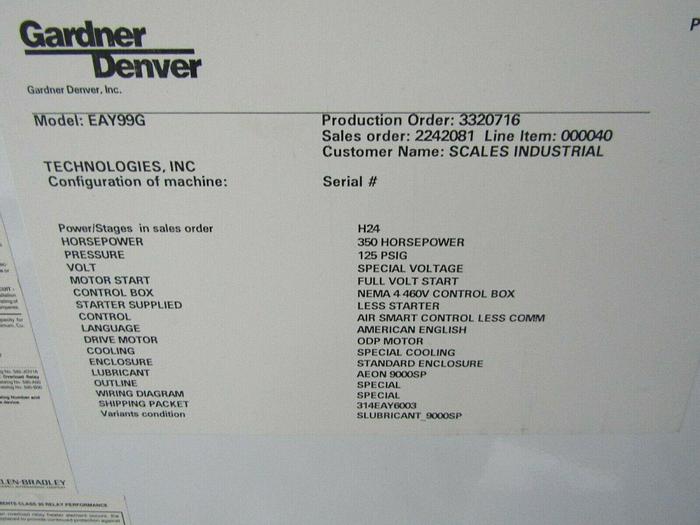 Gardner
Denver
Gardner Denver, Inc.
P
Model: EAY99G Production Order: 3320716
Sales order: 2242081 Line Item: 000040
Customer Name: SCALES INDUSTRIAL
TECHNOLOGIES, INC
Configuration of machine: Serial #
Power/Stages in sales order H24
HORSEPOWER 350 HORSEPOWER
PRESSURE 125 PSIG
VOLT SPECIAL VOLTAGE
MOTOR START FULL VOLT START
CONTROL BOX NEMA 4 460V CONTROL BOX
STARTER SUPPLIED LESS STARTER
CONTROL AIR SMART CONTROL LESS COMM
LANGUAGE AMERICAN ENGLISH
DRIVE MOTOR ODP MOTOR
COOLING SPECIAL COOLING
ENCLOSURE STANDARD ENCLOSURE
LUBRICANT AEON 9000SP
OUTLINE SPECIAL
WIRING DIAGRAM SPECIAL
SHIPPING PACKET 314EAY6003
Variants condition SLUBRICANT_9000SP
LEN-BRADLEY
CLASS 20 RELAY PERFORMANCE